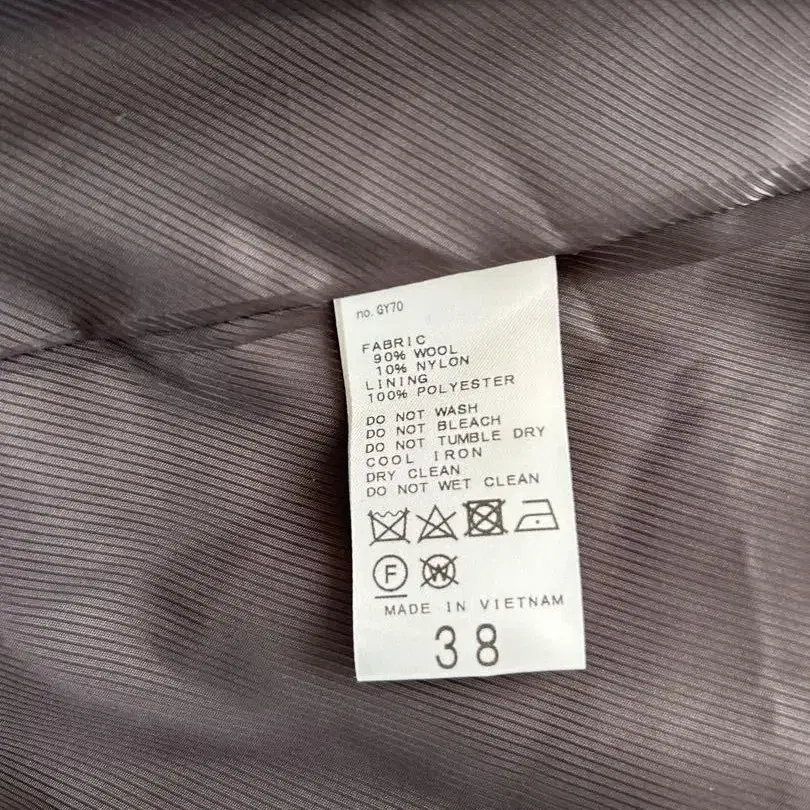 no. GY70
FABRIC
90% WOOL
10% NYLON
LINING
100% POLYESTER
DO NOT WASH
DO NOT BLEACH
DO NOT TUMBLE DRY
COOL IRON
DRY CLEAN
DO NOT WET CLEAN
F W
MADE IN VIETNAM
38